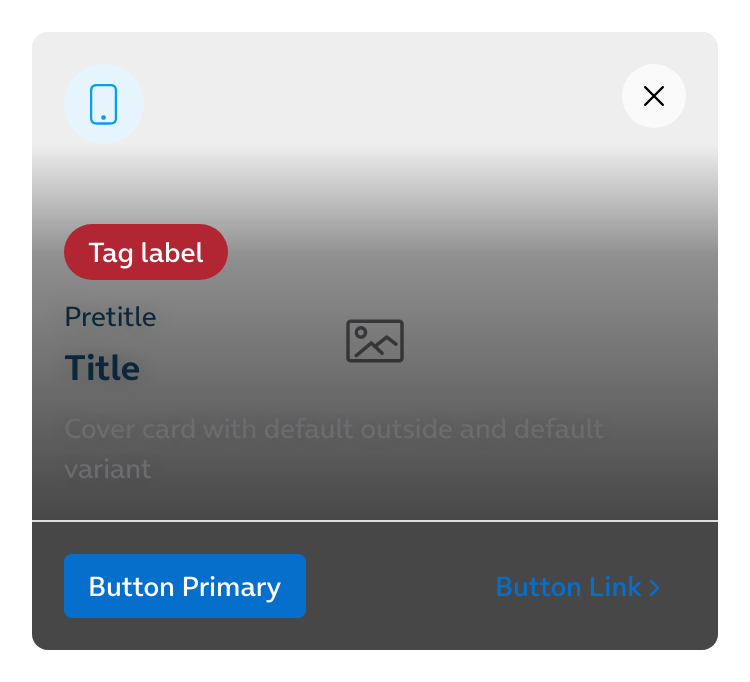 Tag label
Pretitle
Title
Cover card with default outside and default
variant
Button Primary
Button Link